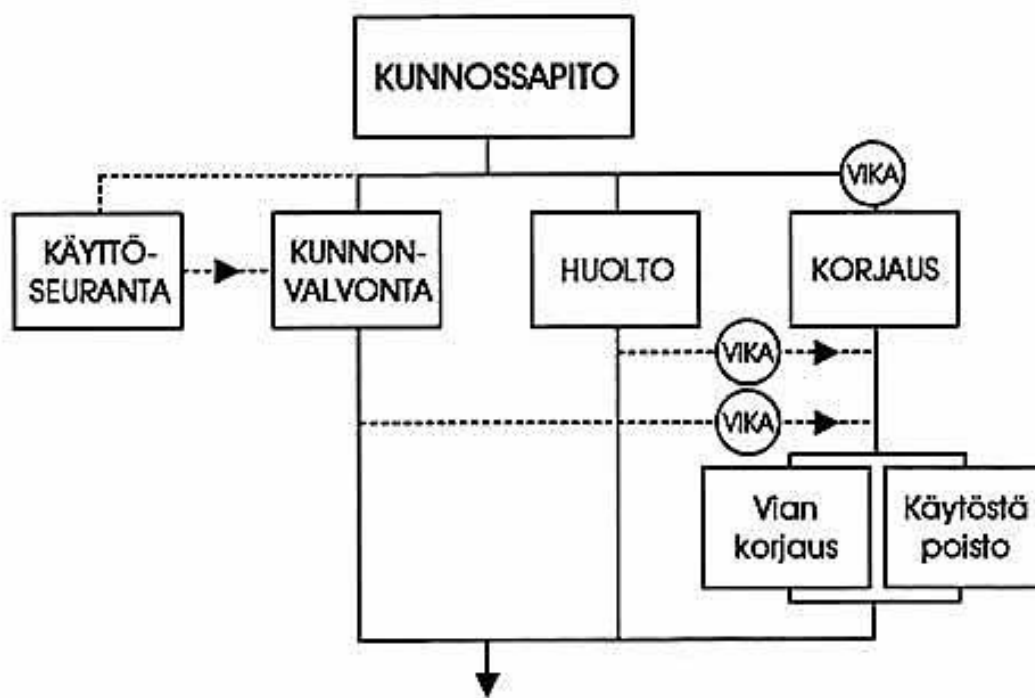 KUNNOSSAPITO
VIKA
KÄYTTÖ-
SEURANTA
KUNNON-
VALVONTA
HUOLTO
KORJAUS
VIKA
VIKA
Vian
korjaus
Käytöstä
poisto